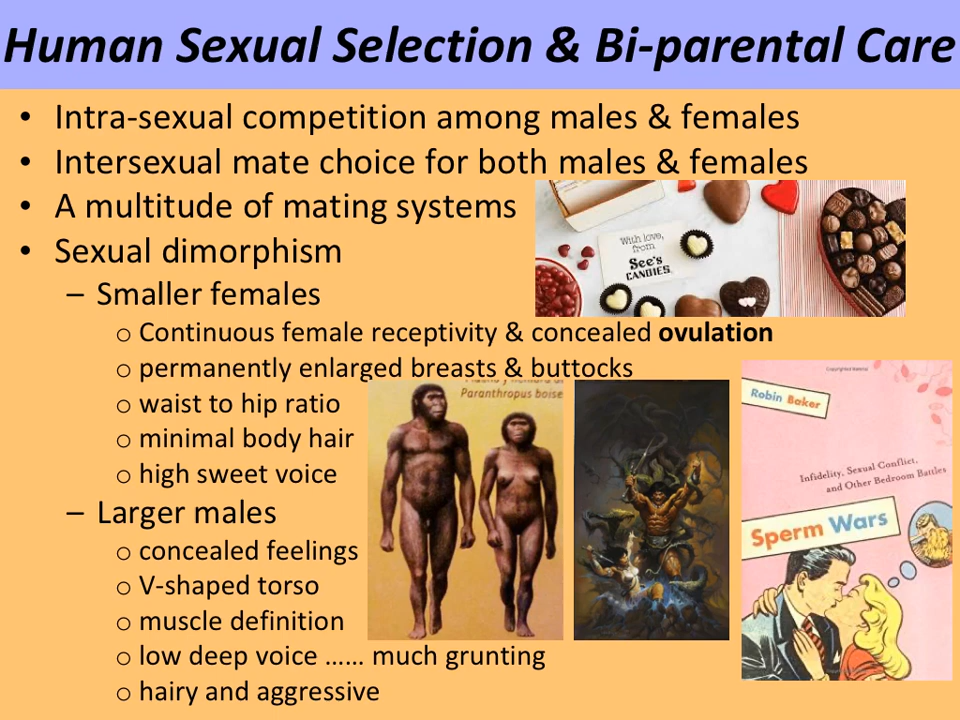 Human Sexual Selection & Bi-parental Care
• Intra-sexual competition among males & females
• Intersexual mate choice for both males & females
• A multitude of mating systems
• Sexual dimorphism
– Smaller females
o Continuous female receptivity & concealed ovulation
o permanently enlarged breasts & buttocks
o waist to hip ratio
o minimal body hair
o high sweet voice
– Larger males
o concealed feelings
o V-shaped torso
o muscle definition
o low deep voice …… much grunting
o hairy and aggressive
With love,
from
See's
CANDIES.
Paranthropus boise
Robin Baker
Infidelity, Sexual Conflict,
and Other Bedroom Battles
Sperm Wars